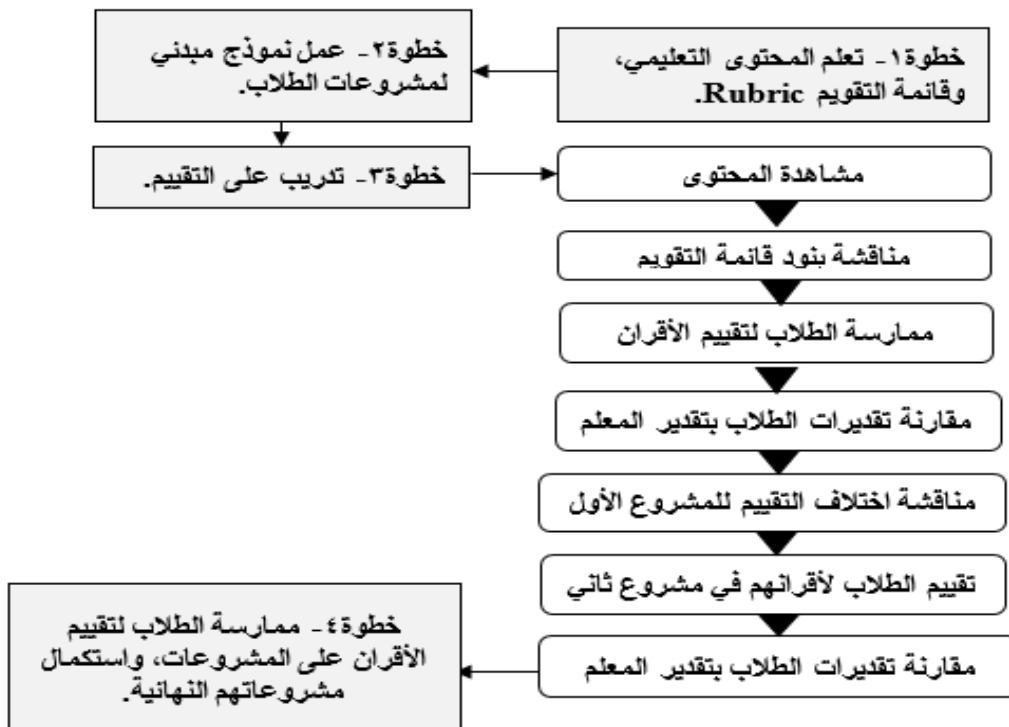 خطوة١- تعلم المحتوى التعليمي،
وقائمة التقويم Rubric.
خطوة٢- عمل نموذج مبدئي
لمشروعات الطلاب.
خطوة٣- تدريب على التقييم.
مشاهدة المحتوى
مناقشة بنود قائمة التقويم
ممارسة الطلاب لتقييم الأقران
مقارنة تقديرات الطلاب بتقدير المعلم
مناقشة اختلاف التقييم للمشروع الأول
تقييم الطلاب لأقرانهم في مشروع ثاني
مقارنة تقديرات الطلاب بتقدير المعلم
خطوة٤- ممارسة الطلاب لتقييم
الأقران على المشروعات، واستكمال
مشروعاتهم النهائية.